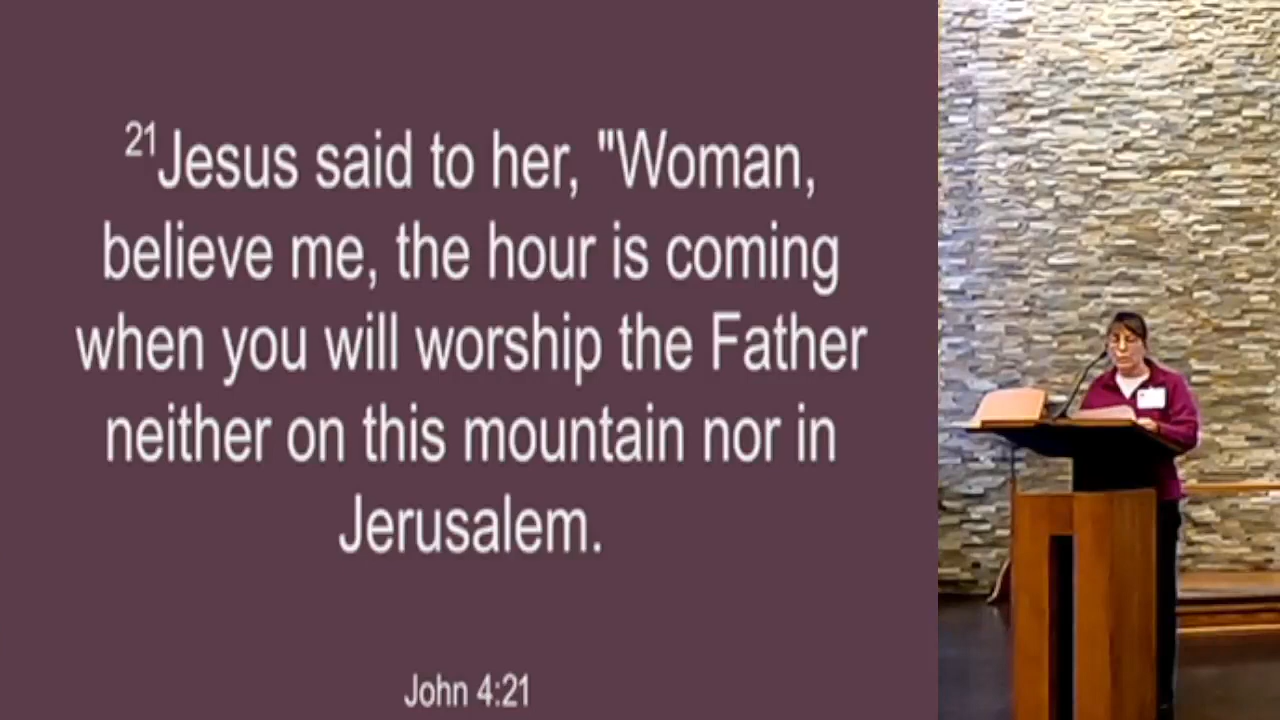 21Jesus said to her, "Woman,
believe me, the hour is coming
when you will worship the Father
neither on this mountain nor in
Jerusalem.
John 4:21